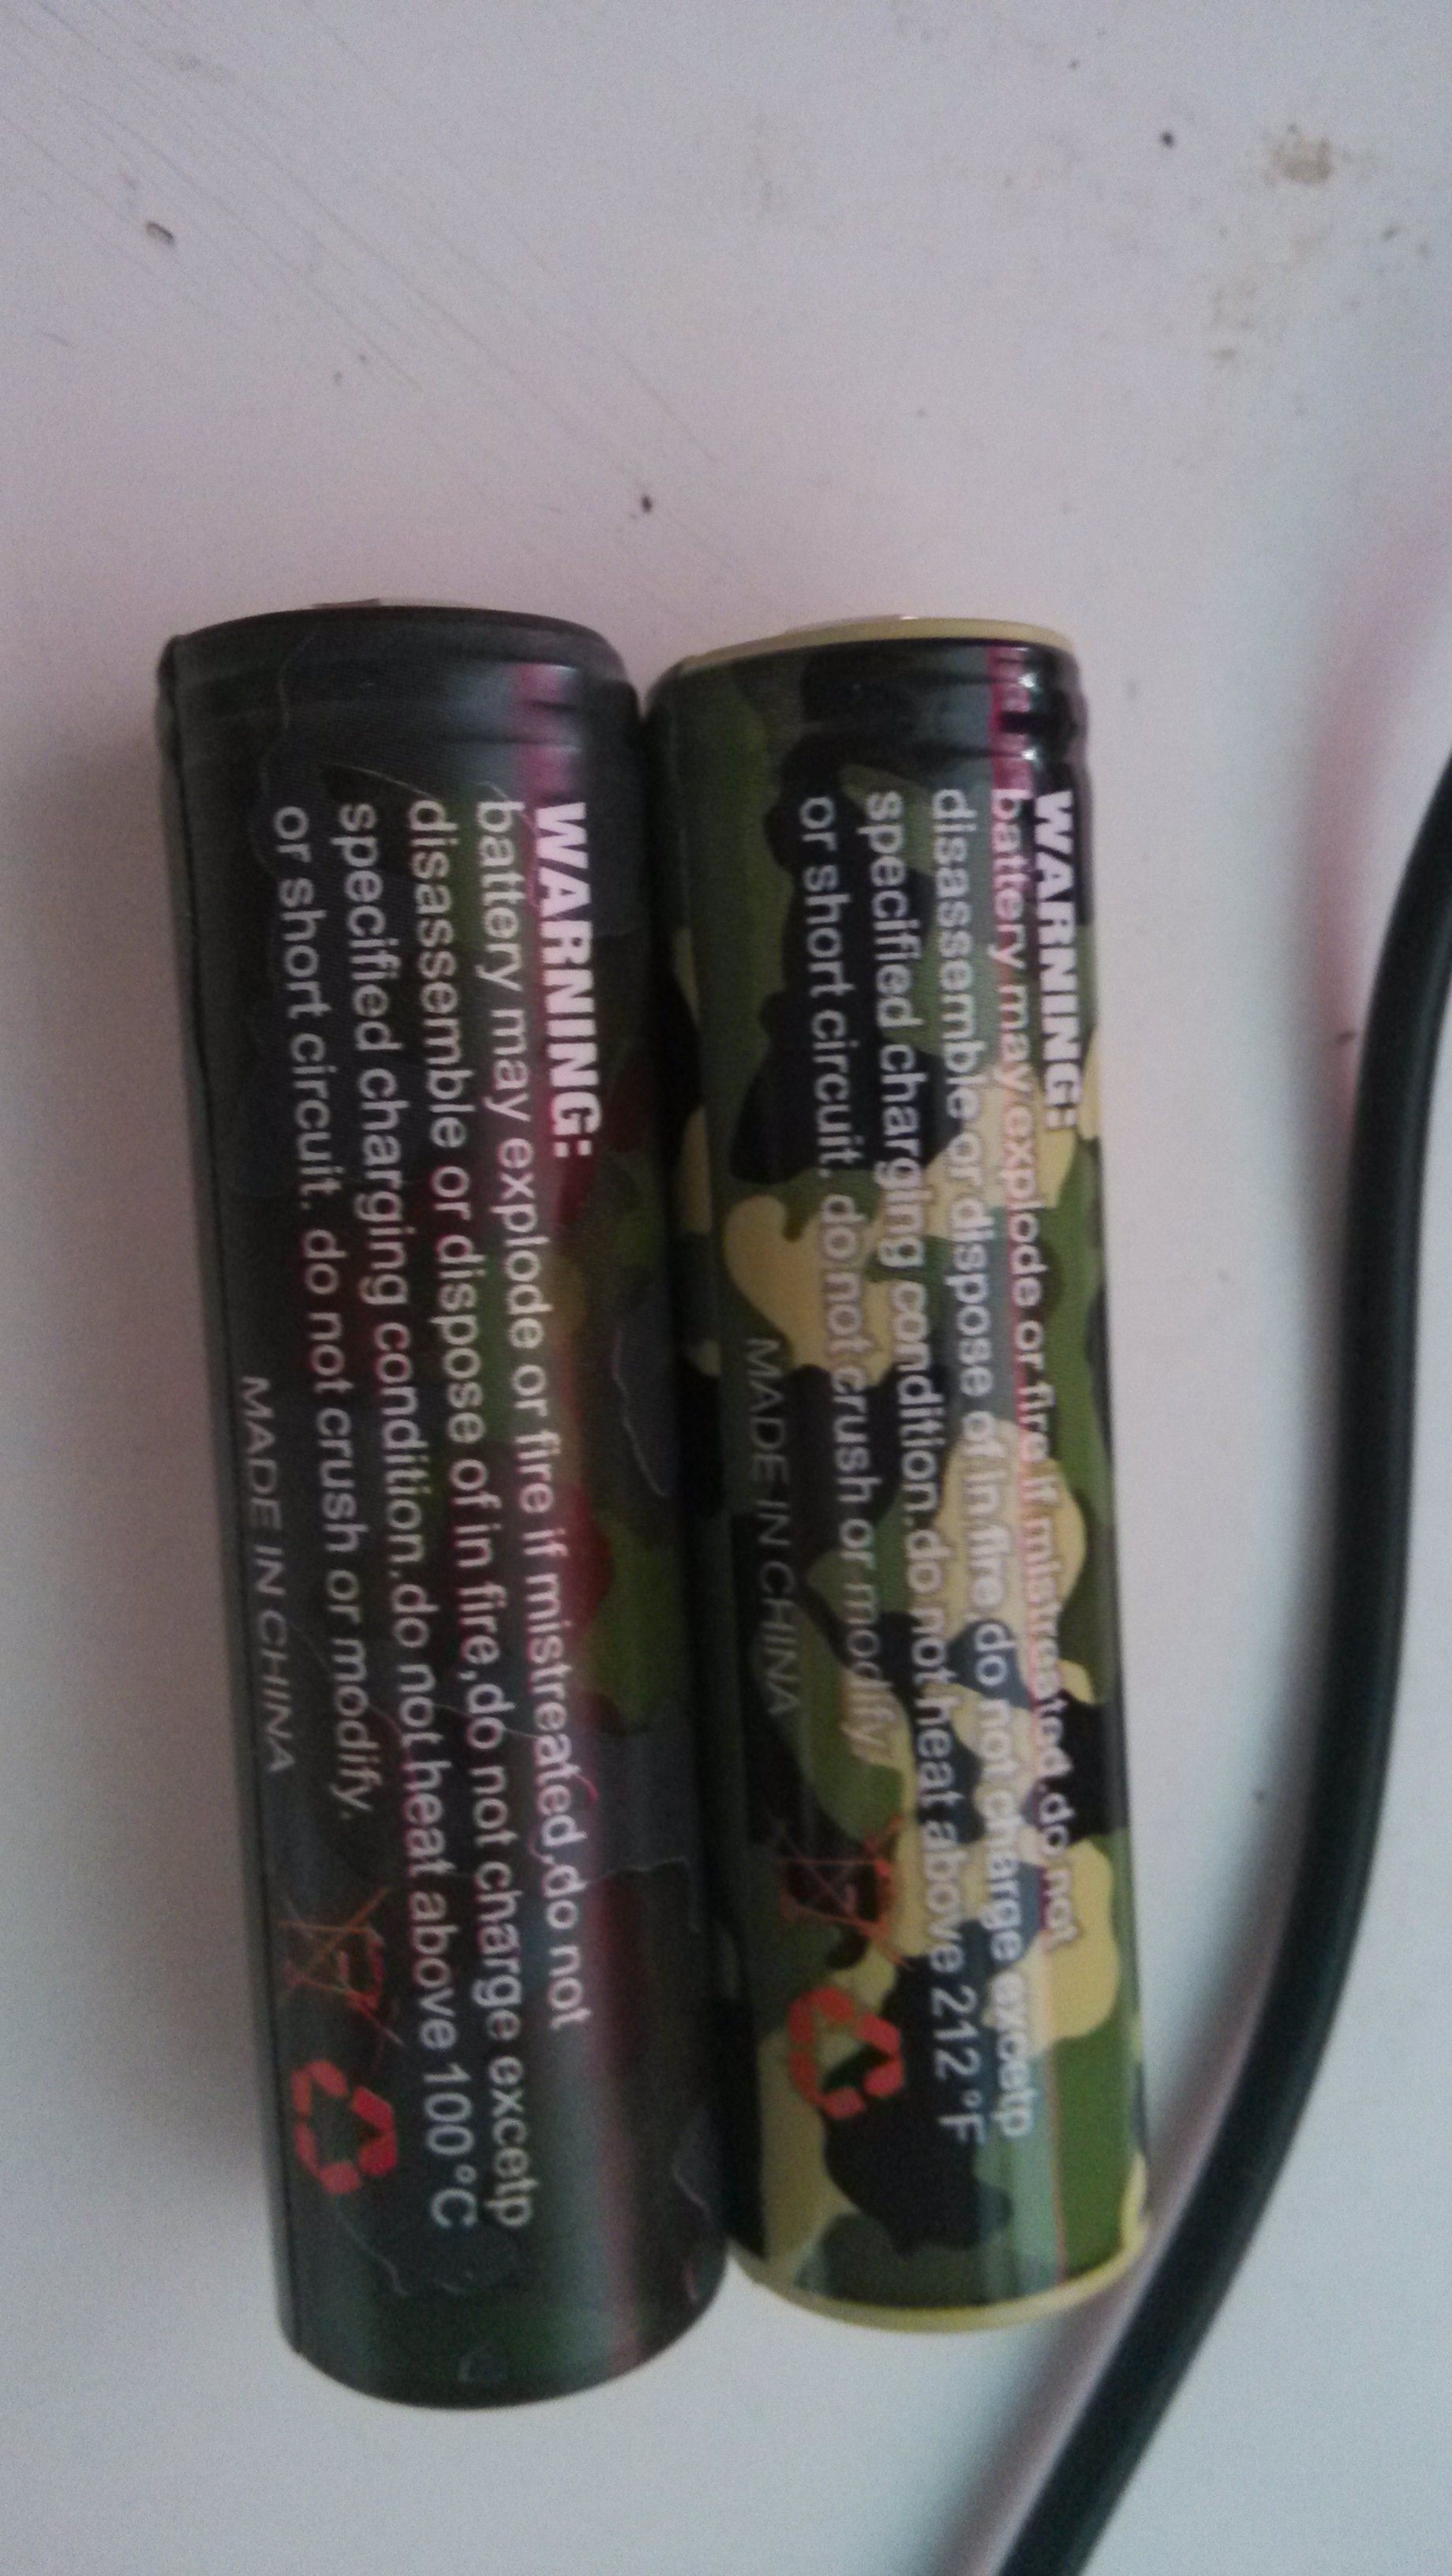 WARNING:
battery may explode or fire if mistreated.do not
disassemble or dispose of in fire,do not charge excetp
specified charging condition.do not heat above 100°C
or short circuit. do not crush or modify.
MADE IN CHINA
WARNING:
battery may explode or fire if mistreated.do not
disassemble or dispose of in fire,do not charge excetp
specified charging condition.do not heat above 212°F
or short circuit. do not crush or modify.
MADE IN CHINA